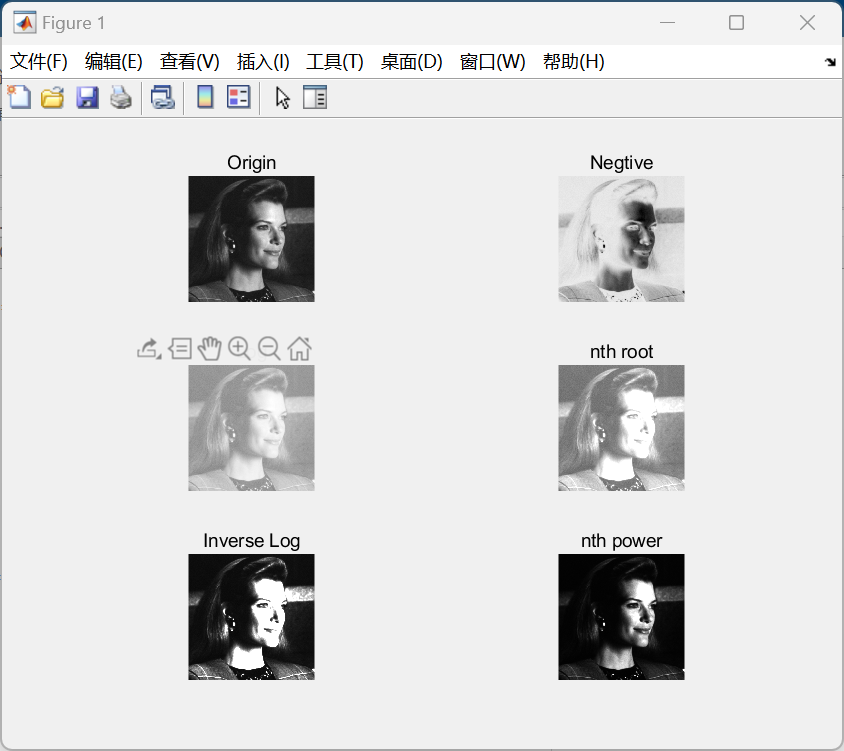 Figure 1
文件(F) 编辑(E) 查看(V) 插入(I) 工具(T) 桌面(D) 窗口(W) 帮助(H)
Origin
Negtive
nth root
Inverse Log
nth power